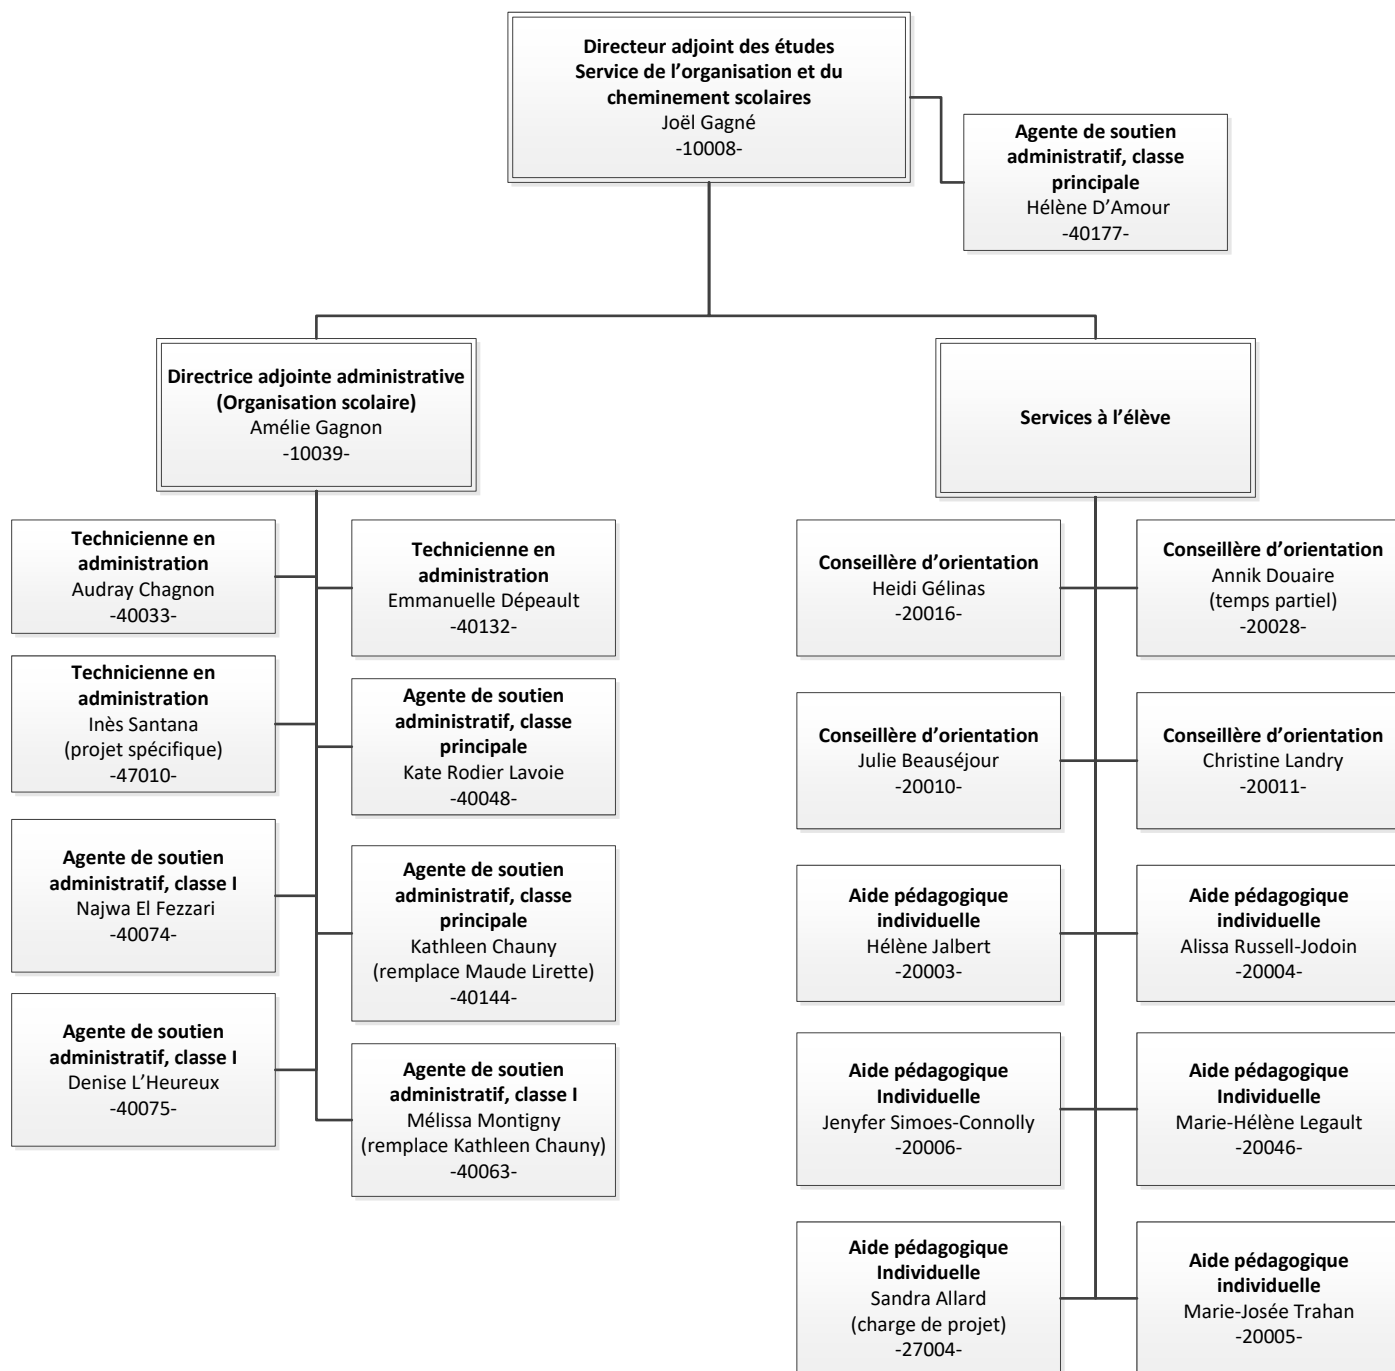 Directeur adjoint des études
Service de l’organisation et du
cheminement scolaires
Joël Gagné
-10008-
Agente de soutien
administratif, classe
principale
Hélène D’Amour
-40177-
Directrice adjointe administrative
(Organisation scolaire)
Amélie Gagnon
-10039-
Services à l’élève
Technicienne en
administration
Audray Chagnon
-40033-
Technicienne en
administration
Emmanuelle Dépeault
-40132-
Technicienne en
administration
Inès Santana
(projet spécifique)
-47010-
Agente de soutien
administratif, classe
principale
Kate Rodier Lavoie
-40048-
Agente de soutien
administratif, classe I
Najwa El Fezzari
-40074-
Agente de soutien
administratif, classe
principale
Kathleen Chauny
(remplace Maude Lirette)
-40144-
Agente de soutien
administratif, classe I
Denise L’Heureux
-40075-
Agente de soutien
administratif, classe I
Mélissa Montigny
(remplace Kathleen Chauny)
-40063-
Conseillère d’orientation
Heidi Gélinas
-20016-
Conseillère d’orientation
Annik Douaire
(temps partiel)
-20028-
Conseillère d’orientation
Julie Beauséjour
-20010-
Conseillère d’orientation
Christine Landry
-20011-
Aide pédagogique
individuelle
Hélène Jalbert
-20003-
Aide pédagogique
individuelle
Alissa Russell-Jodoin
-20004-
Aide pédagogique
Individuelle
Jenyfer Simoes-Connolly
-20006-
Aide pédagogique
Individuelle
Marie-Hélène Legault
-20046-
Aide pédagogique
Individuelle
Sandra Allard
(charge de projet)
-27004-
Aide pédagogique
individuelle
Marie-Josée Trahan
-20005-